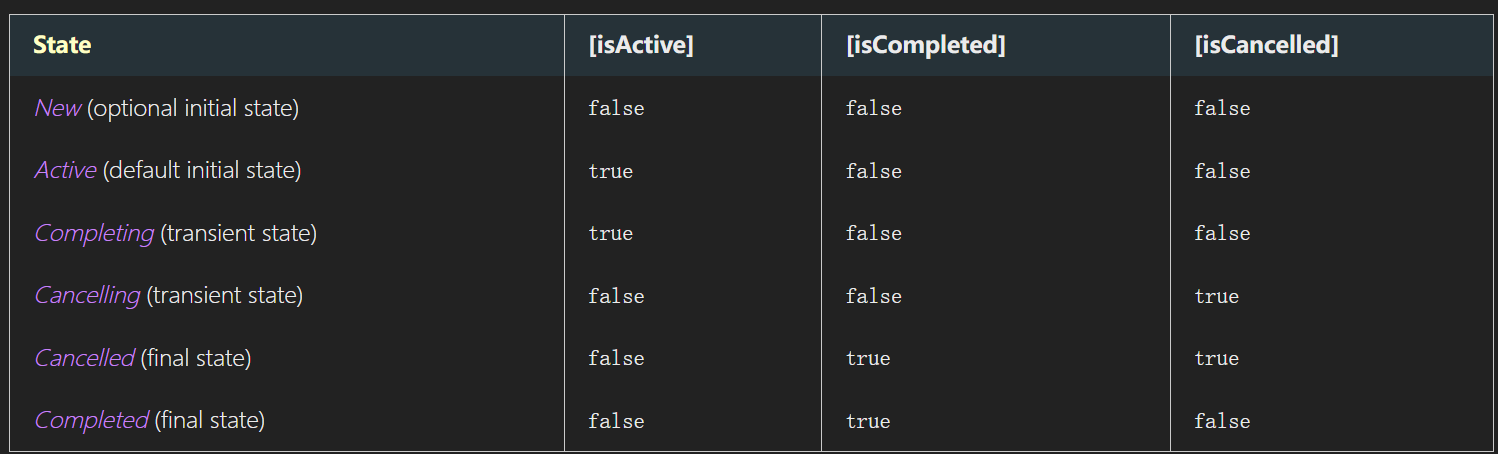 State [isActive] [isCompleted] [isCancelled]
New (optional initial state) false false false
Active (default initial state) true false false
Completing (transient state) true false false
Cancelling (transient state) false false true
Cancelled (final state) false true true
Completed (final state) false true false